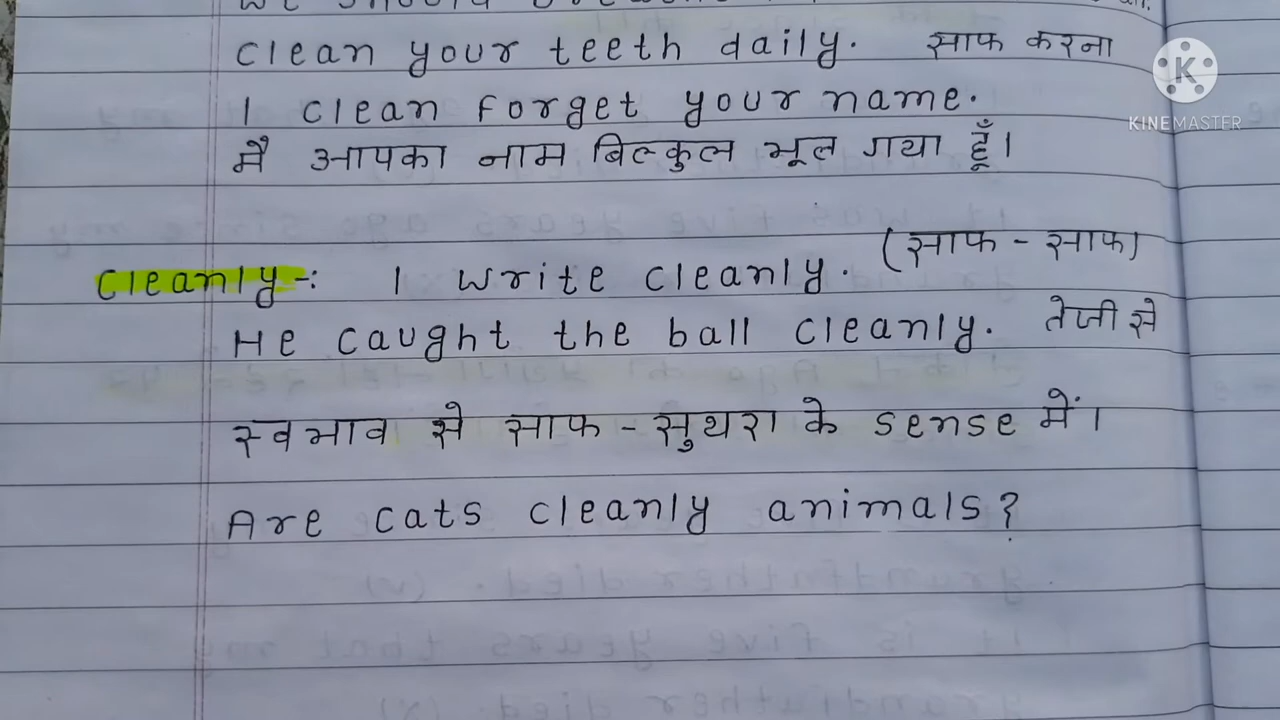 clean your teeth daily. साफ करना
I clean forget your name.
मै आपका नाम बिल्कुल भूल गया हूँ।
(साफ - साफ)
Cleanly -: I write cleanly.
He caught the ball cleanly. तेजी से
स्वभाव से साफ - सुथरा के sense में।
Are cats cleanly animals?
KINEMASTER